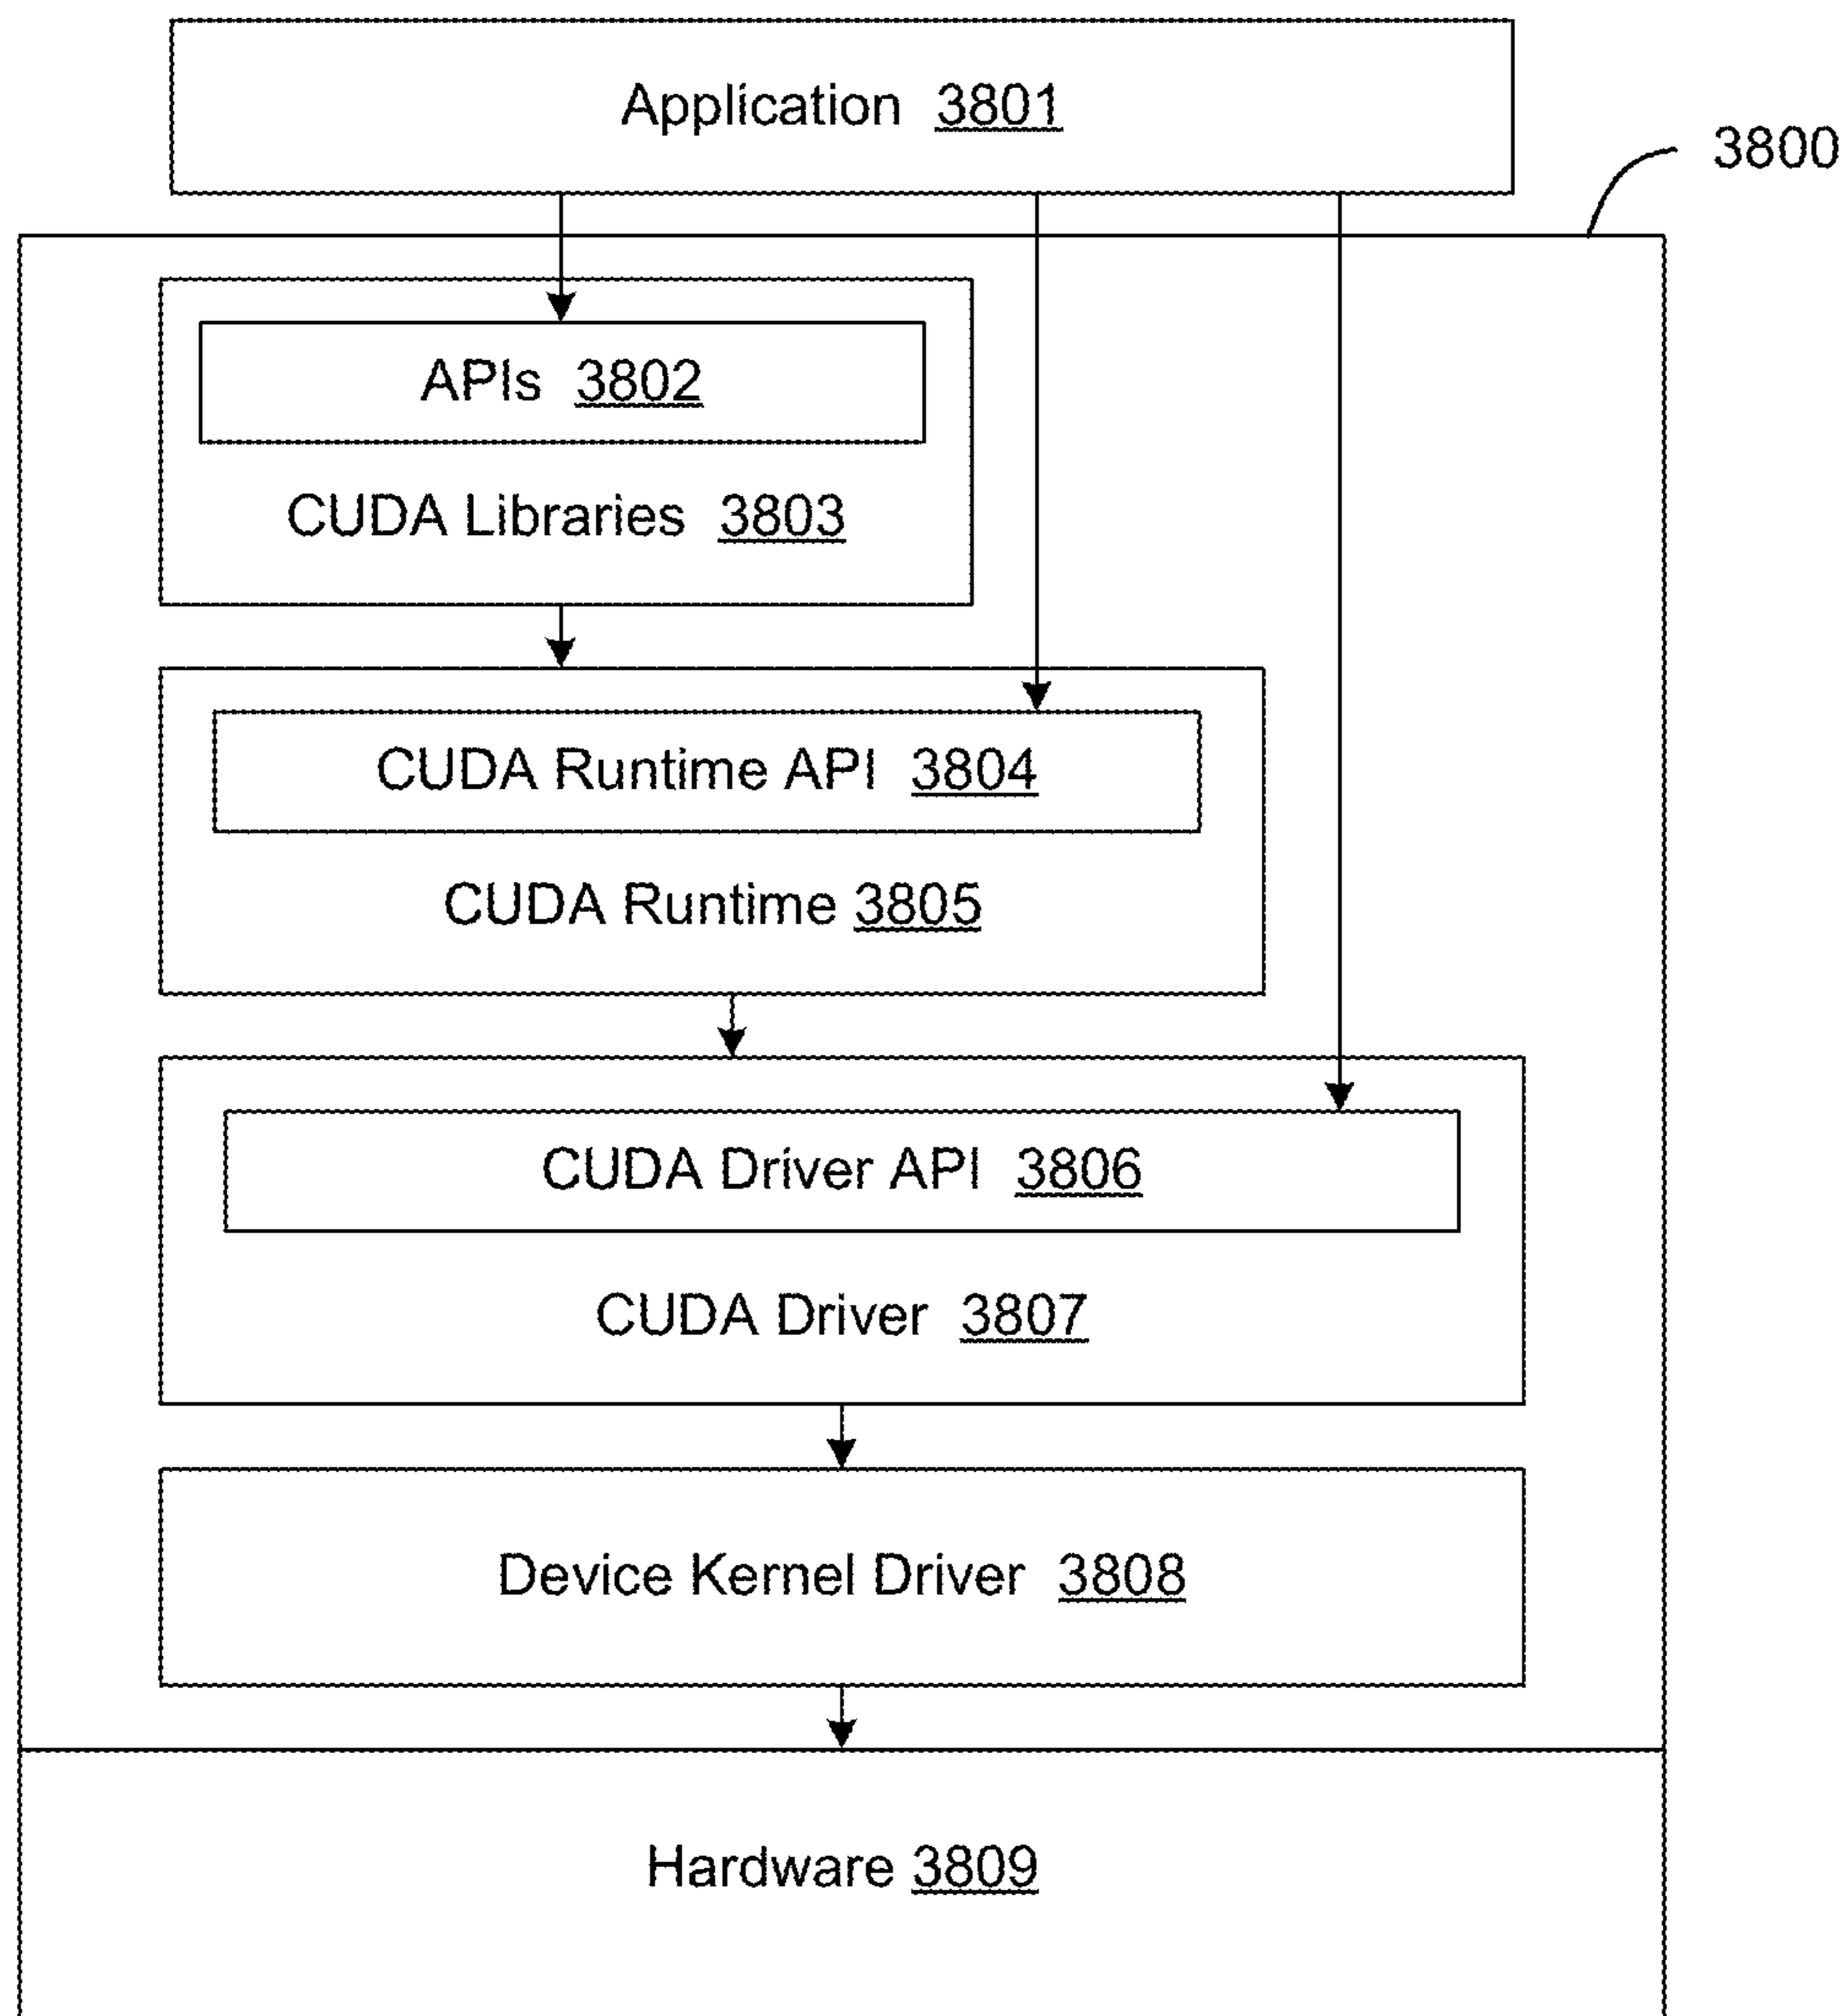 Application 3801
3800
APIs 3802
CUDA Libraries 3803
CUDA Runtime API 3804
CUDA Runtime 3805
CUDA Driver API 3806
CUDA Driver 3807
Device Kernel Driver 3808
Hardware 3809